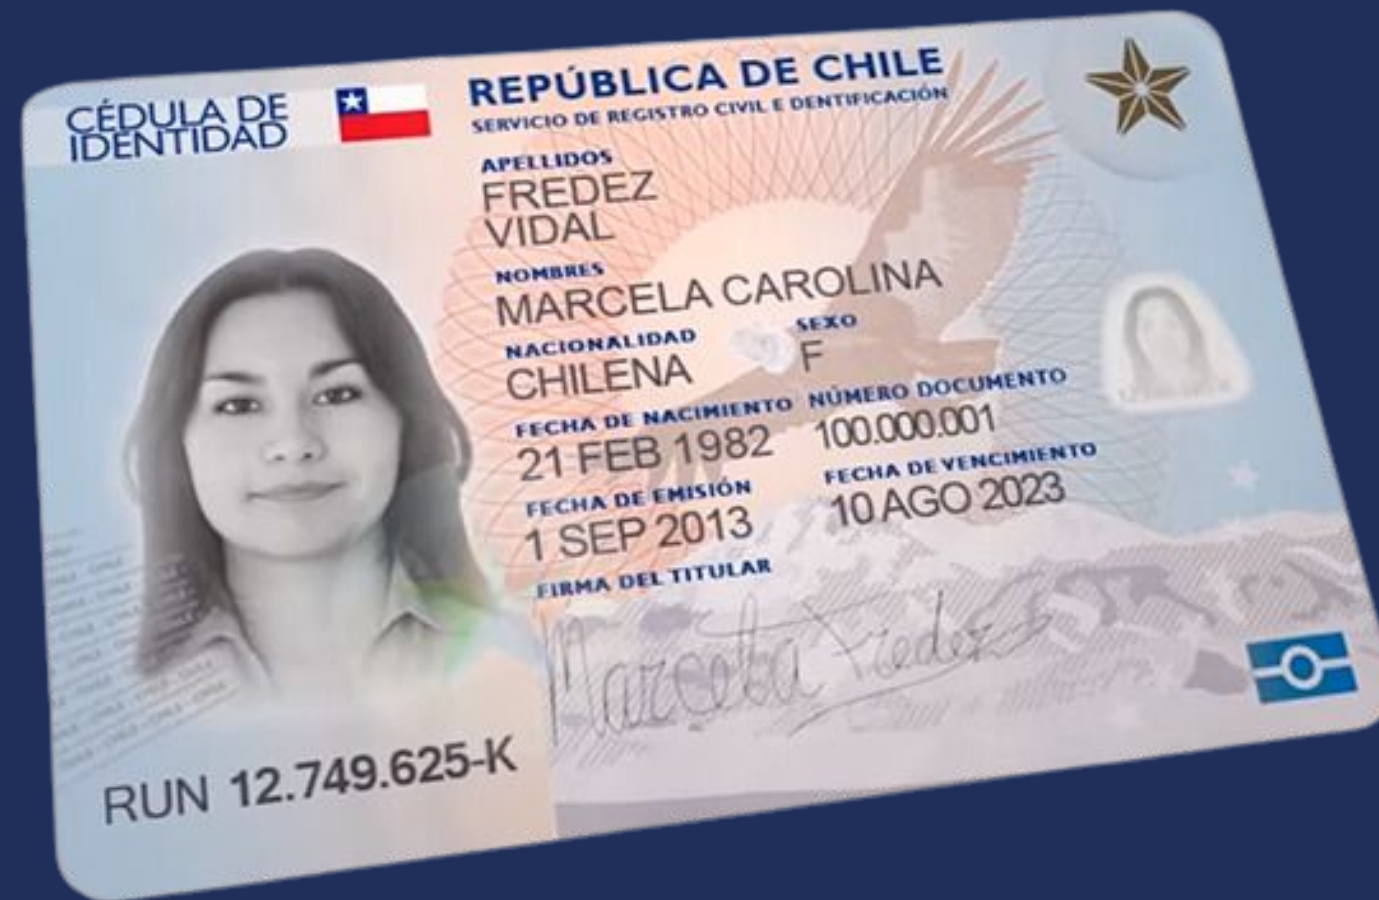 CÉDULA DE
IDENTIDAD
REPÚBLICA DE CHILE
SERVICIO DE REGISTRO CIVIL E DENTIFICACIÓN
APELLIDOS
FREDEZ
VIDAL
NOMBRES
MARCELA CAROLINA
NACIONALIDAD SEXO
CHILENA F
FECHA DE NACIMIENTO NÚMERO DOCUMENTO
21 FEB 1982 100.000.001
FECHA DE EMISIÓN FECHA DE VENCIMIENTO
1 SEP 2013 10 AGO 2023
FIRMA DEL TITULAR
Marcela Fredez
RUN 12.749.625-K